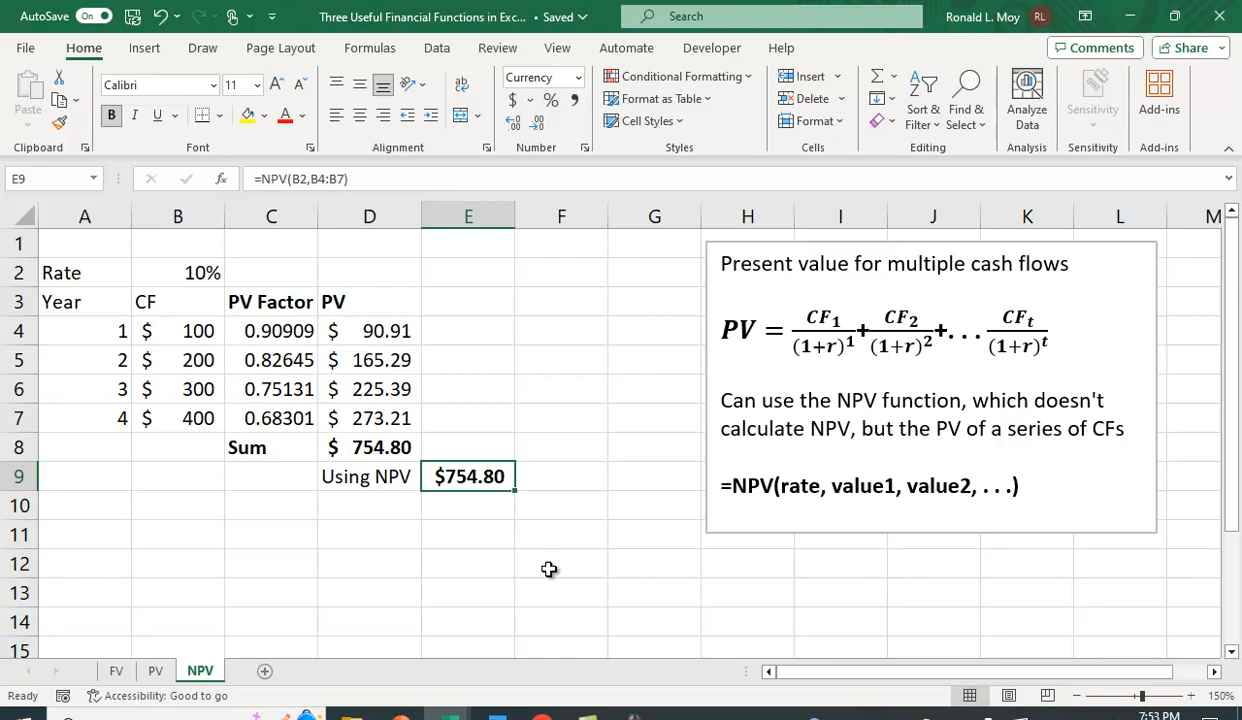 AutoSave On Three Useful Financial Functions in Exc... • Saved Search Ronald L. Moy RL
File Home Insert Draw Page Layout Formulas Data Review View Automate Developer Help Comments Share
Paste Calibri 11 A A ab Currency Conditional Formatting Insert Σ A Z Sort & Filter Find & Select Analyze Data Sensitivity Add-ins
B I U A $ % 9 Format as Table Delete
Cell Styles Format
Clipboard Font Alignment Number Styles Cells Editing Analysis Sensitivity Add-ins
E9 fx =NPV(B2,B4:B7)
A B C D E F G H I J K L M
1
2 Rate 10%
3 Year CF PV Factor PV
4 1 $ 100 0.90909 $ 90.91
5 2 $ 200 0.82645 $ 165.29
6 3 $ 300 0.75131 $ 225.39
7 4 $ 400 0.68301 $ 273.21
8 Sum $ 754.80
9 Using NPV $754.80
10
11
12
13
14
15
Present value for multiple cash flows
PV = CF₁/(1+r)¹ + CF₂/(1+r)² + . . . CFₜ/(1+r)ᵗ
Can use the NPV function, which doesn't
calculate NPV, but the PV of a series of CFs
=NPV(rate, value1, value2, . . .)
FV PV NPV
Ready Accessibility: Good to go 150%
7:53 PM